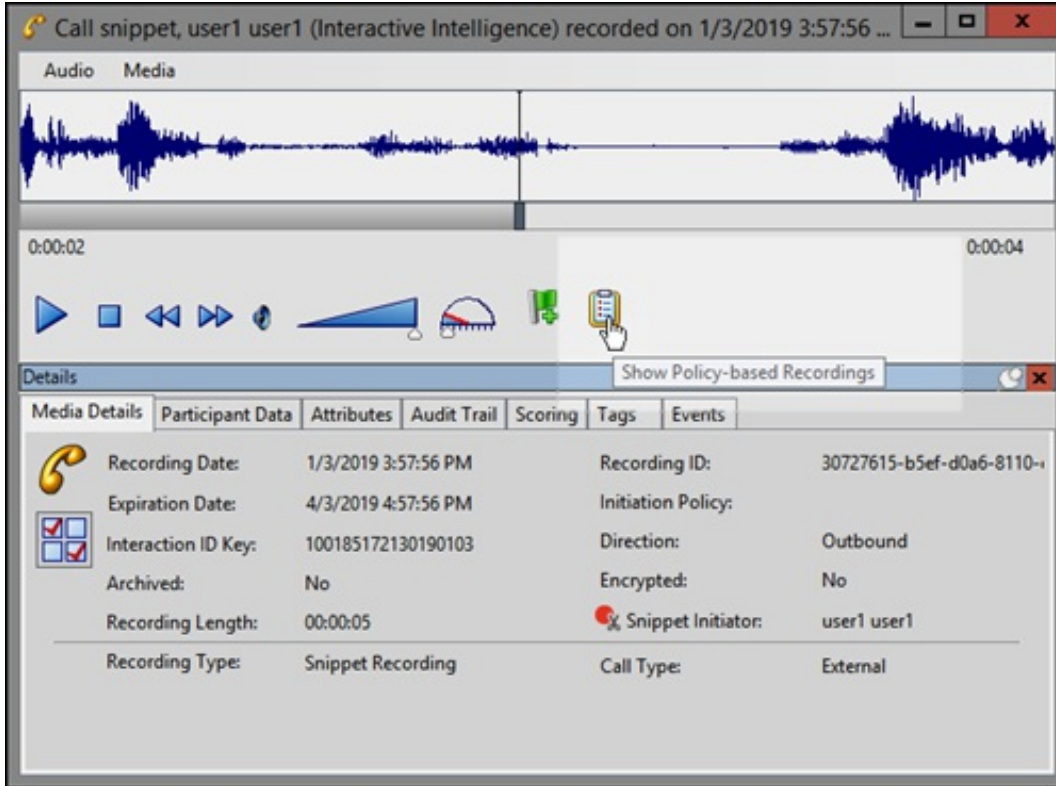 Call snippet, user1 user1 (Interactive Intelligence) recorded on 1/3/2019 3:57:56 ...
Audio Media
0:00:02 0:00:04
Show Policy-based Recordings
Details
Media Details Participant Data Attributes Audit Trail Scoring Tags Events
Recording Date: 1/3/2019 3:57:56 PM Recording ID: 30727615-b5ef-d0a6-8110-
Expiration Date: 4/3/2019 4:57:56 PM Initiation Policy:
Interaction ID Key: 100185172130190103 Direction: Outbound
Archived: No Encrypted: No
Recording Length: 00:00:05 Snippet Initiator: user1 user1
Recording Type: Snippet Recording Call Type: External